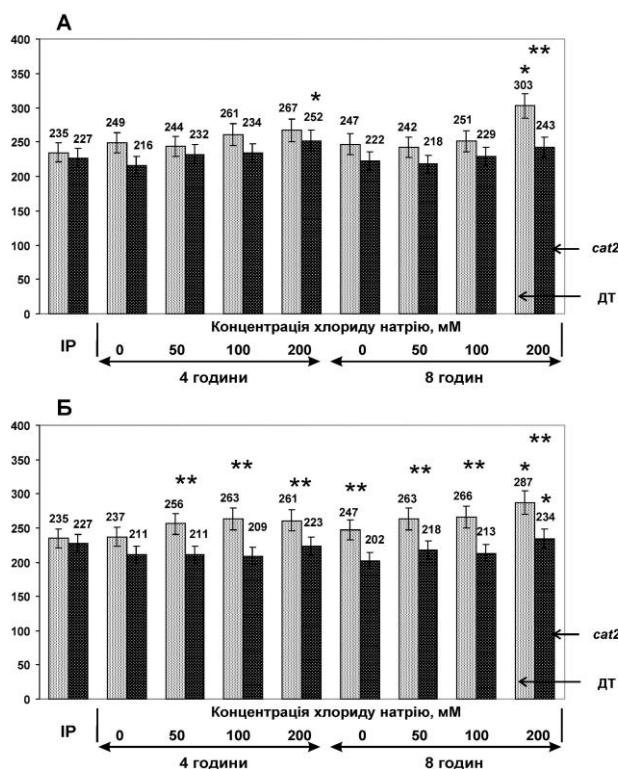 А
400
350
300
250
200
150
100
50
0
235 227 249 216 244 232 261 234 267 * 252 247 222 242 218 251 229 ** * 303 243
cat2
ДТ
Концентрація хлориду натрію, мМ
ІР 0 50 100 200 0 50 100 200
4 години 8 годин
Б
400
350
300
250
200
150
100
50
0
235 227 237 211 ** 256 211 ** 263 209 ** 261 223 ** 247 202 ** 263 218 ** 266 213 ** * 287 * 234
cat2
ДТ
Концентрація хлориду натрію, мМ
ІР 0 50 100 200 0 50 100 200
4 години 8 годин